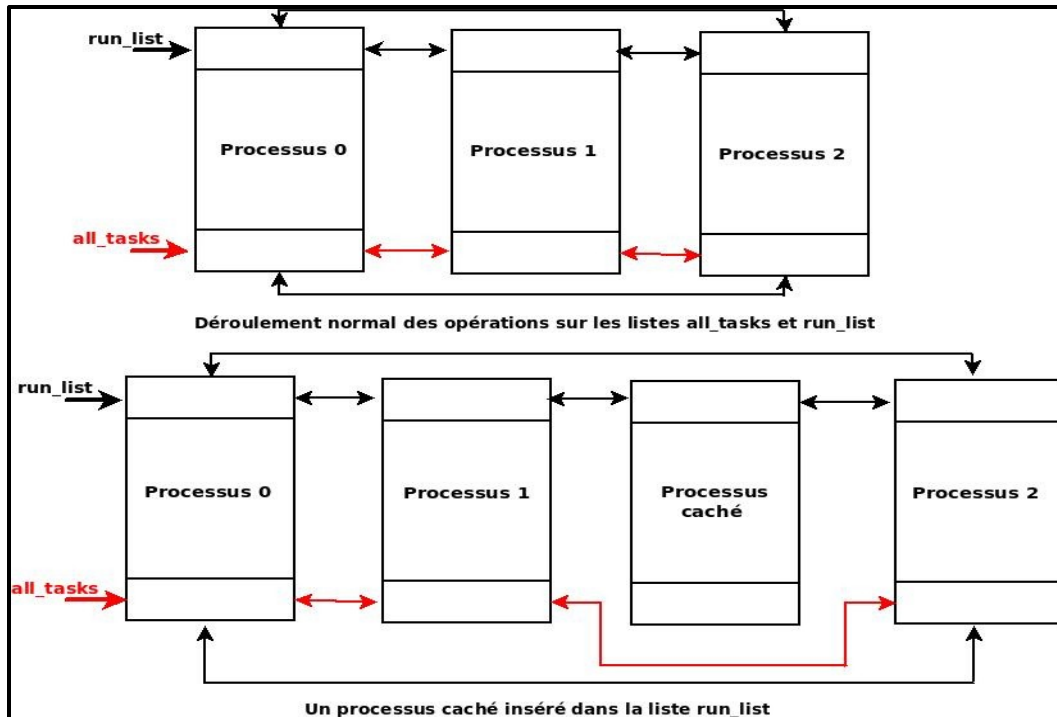 run_list
Processus 0
Processus 1
Processus 2
all_tasks
Déroulement normal des opérations sur les listes all_tasks et run_list
run_list
Processus 0
Processus 1
Processus
caché
Processus 2
all_tasks
Un processus caché inséré dans la liste run_list